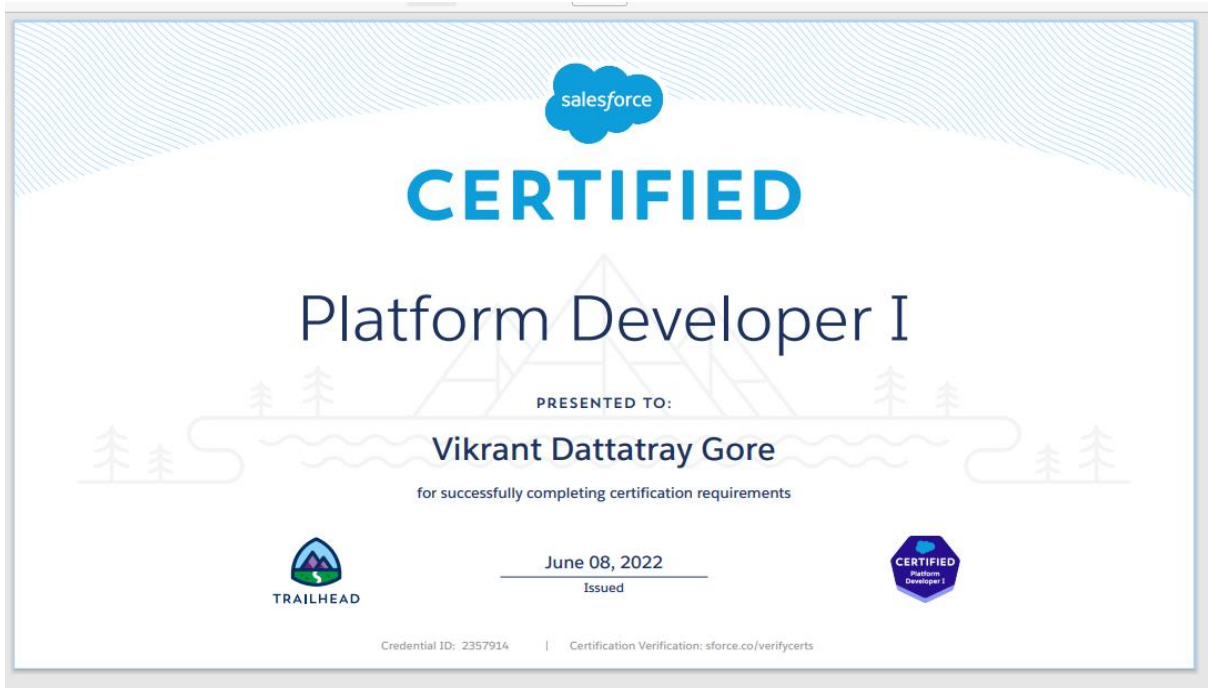 salesforce
CERTIFIED
Platform Developer I
PRESENTED TO:
Vikrant Dattatray Gore
for successfully completing certification requirements
TRAILHEAD
June 08, 2022
Issued
CERTIFIED
Platform
Developer I
Credential ID: 2357914 | Certification Verification: sforce.co/verifycerts